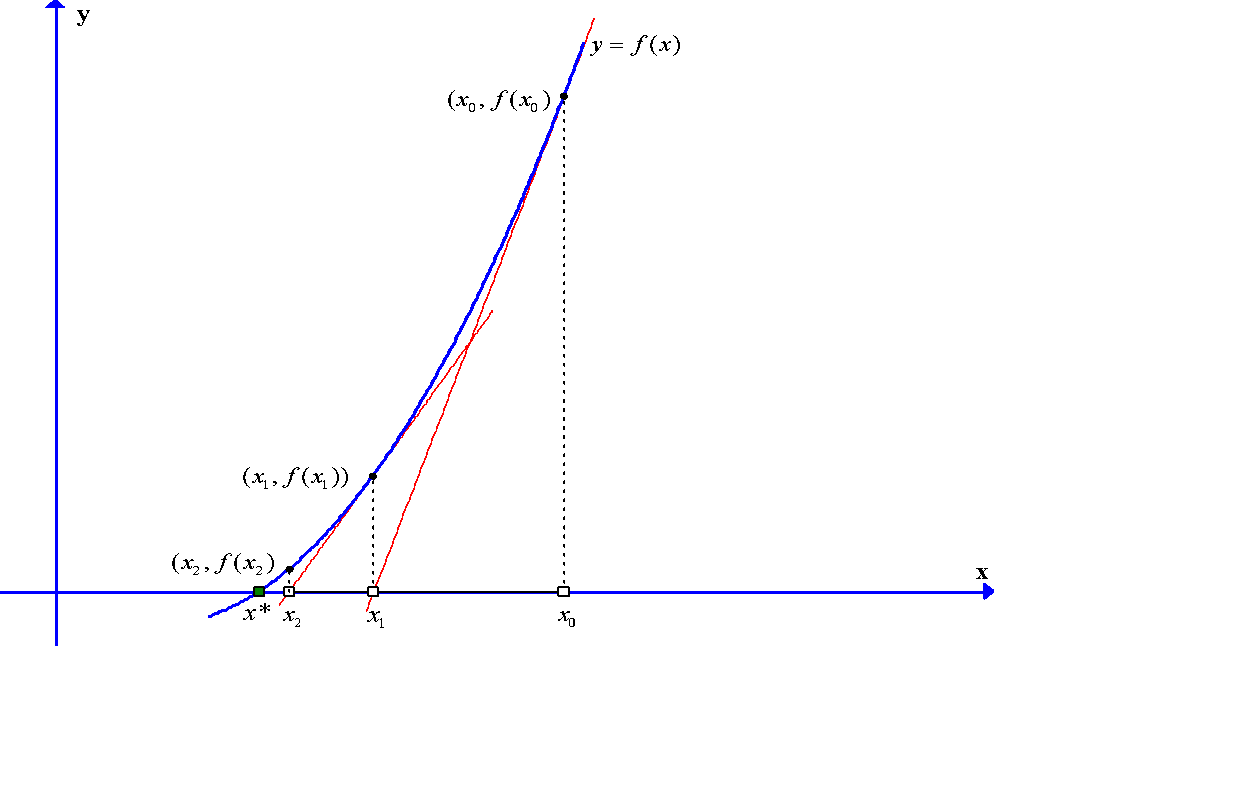 y
y = f(x)
(x₀, f(x₀)
(x₁, f(x₁))
(x₂, f(x₂)
x
x* x₂ x₁ x₀